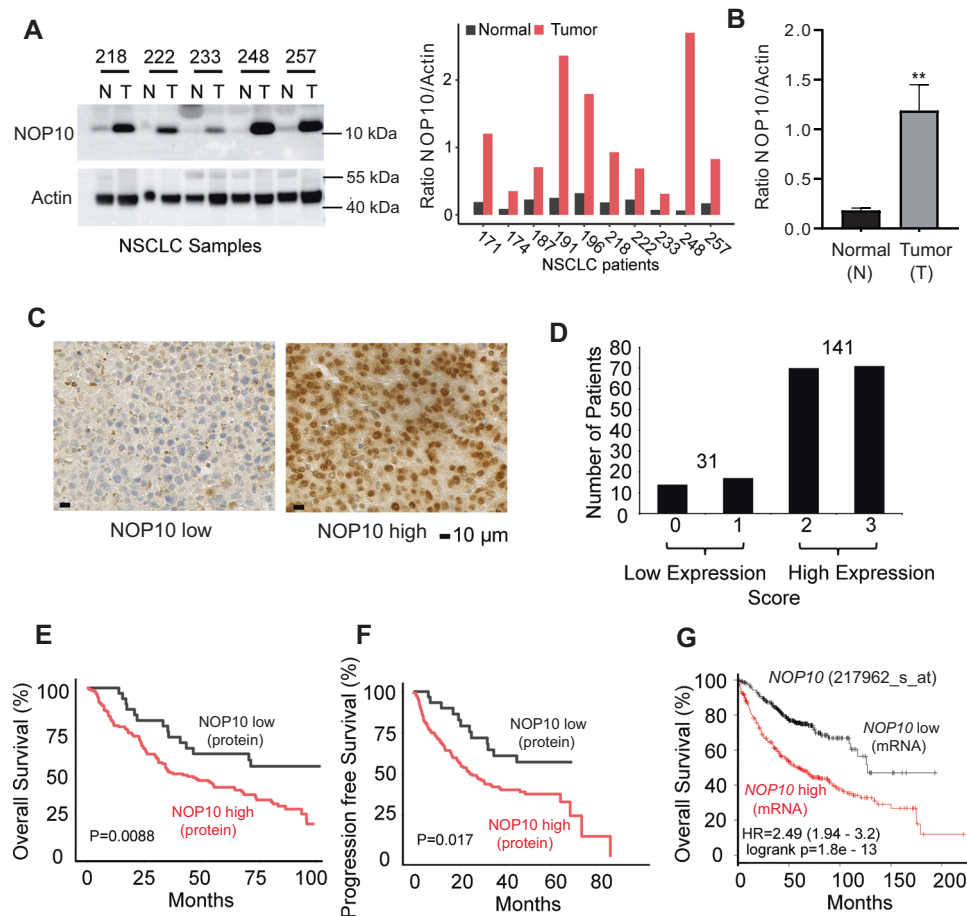 A
218 222 233 248 257
N T N T N T N T N T
NOP10
10 kDa
55 kDa
Actin
40 kDa
NSCLC Samples
Normal Tumor
Ratio NOP10/Actin
2
1
0
171 174 187 191 196 218 222 233 248 257
NSCLC patients
B
Ratio NOP10/Actin
2.0
1.5
1.0
0.5
0.0
**
Normal
(N)
Tumor
(T)
C
NOP10 low
NOP10 high
10 µm
D
Number of Patients
80
70
60
50
40
30
20
10
0
31
141
0 1 2 3
Low Expression High Expression
Score
E
Overall Survival (%)
100
75
50
25
NOP10 low
(protein)
NOP10 high
(protein)
P=0.0088
0 25 50 75 100
Months
F
Progression free Survival (%)
100
75
50
25
NOP10 low
(protein)
NOP10 high
(protein)
P=0.017
0 20 40 60 80
Months
G
Overall Survival (%)
100
80
60
40
20
0
NOP10 (217962_s_at)
NOP10 low
(mRNA)
NOP10 high
(mRNA)
HR=2.49 (1.94 - 3.2)
logrank p=1.8e - 13
0 50 100 150 200
Months